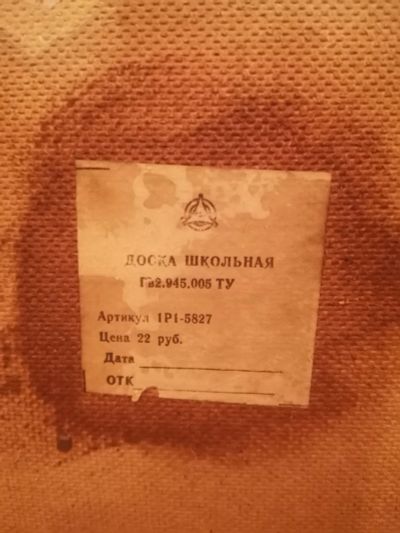 ДОСКА ШКОЛЬНАЯ
Гв2.945.005 ТУ
Артикул 1Р1-5827
Цена 22 руб.
Дата
ОТК